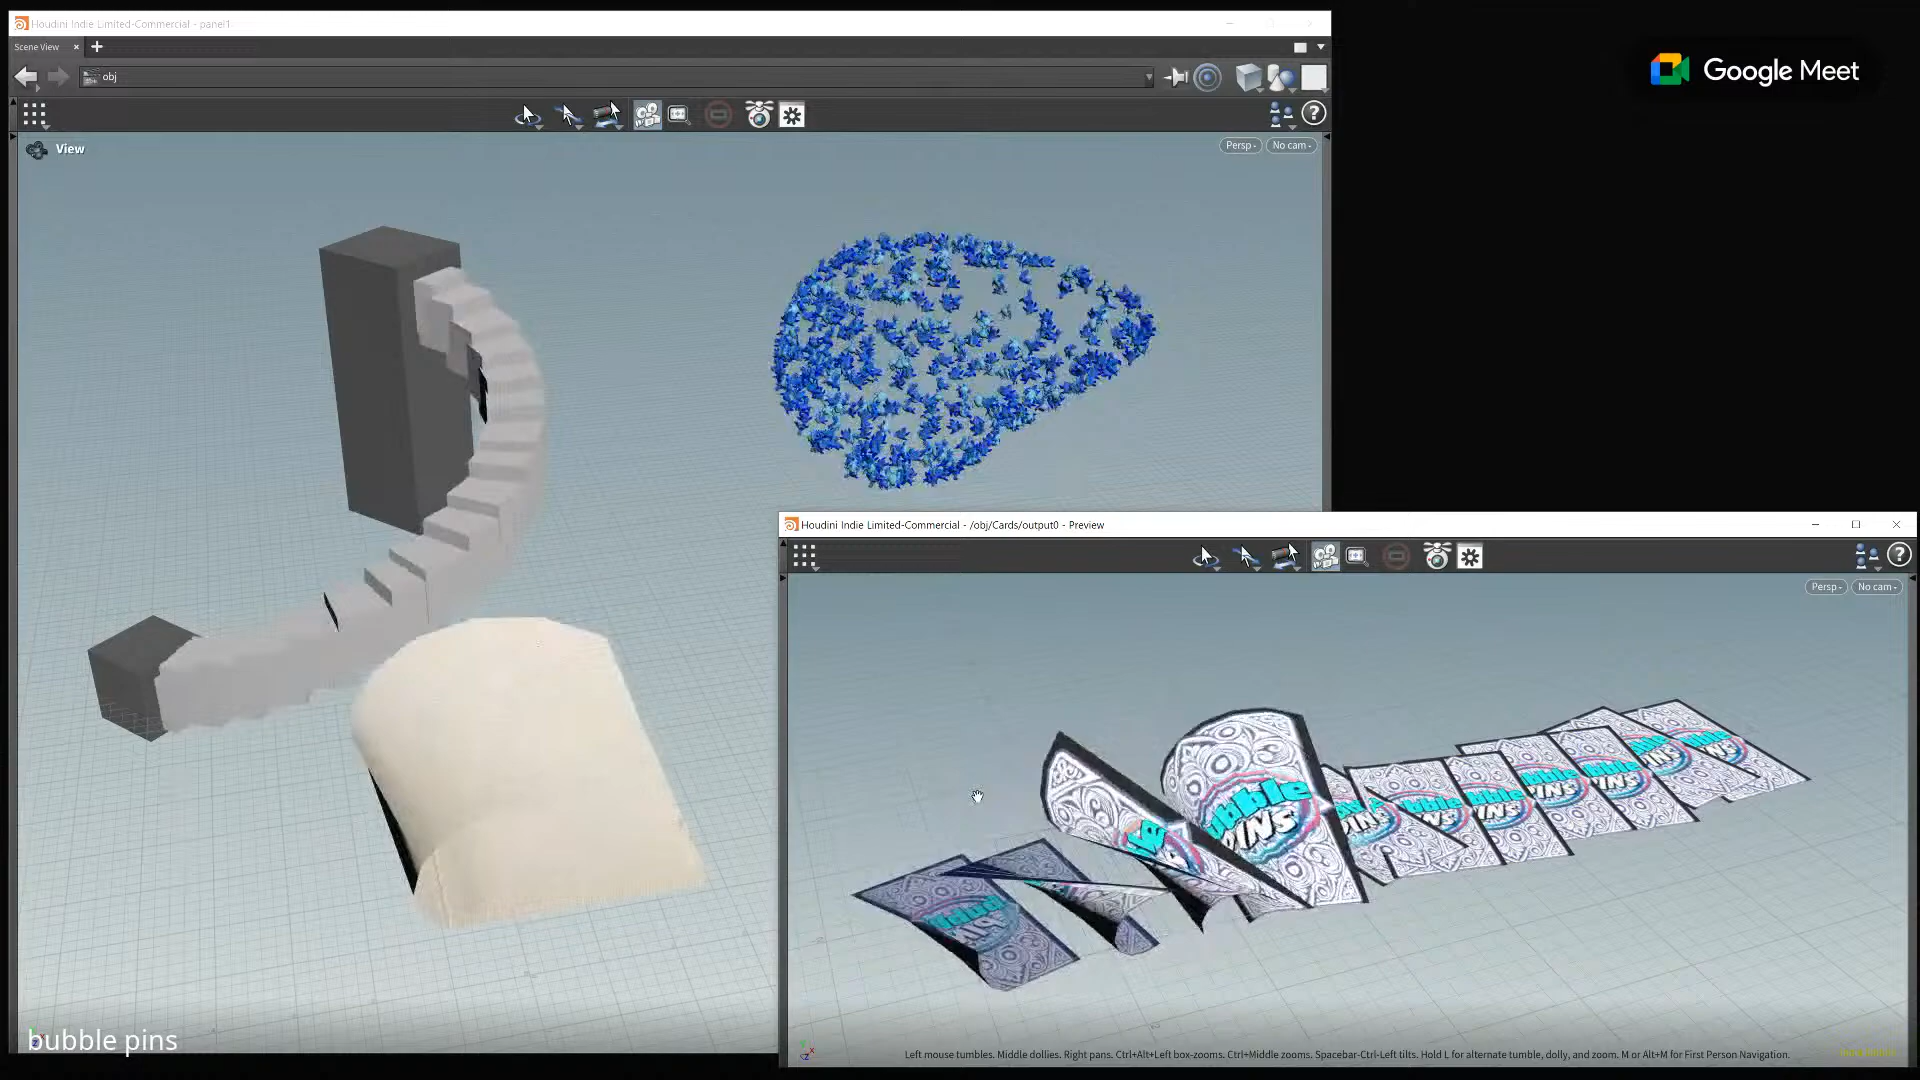 Houdini Indie Limited-Commercial - panel1
Scene View
obj
View
Persp
No cam
Google Meet
Houdini Indie Limited-Commercial - /obj/Cards/output0 - Preview
Persp
No cam
bubble PINS
Left mouse tumbles. Middle dollies. Right pans. Ctrl+Alt+Left box-zooms. Ctrl+Middle zooms. Spacebar-Ctrl-Left tilts. Hold L for alternate tumble, dolly, and zoom. M or Alt+M for First Person Navigation.
bubble pins